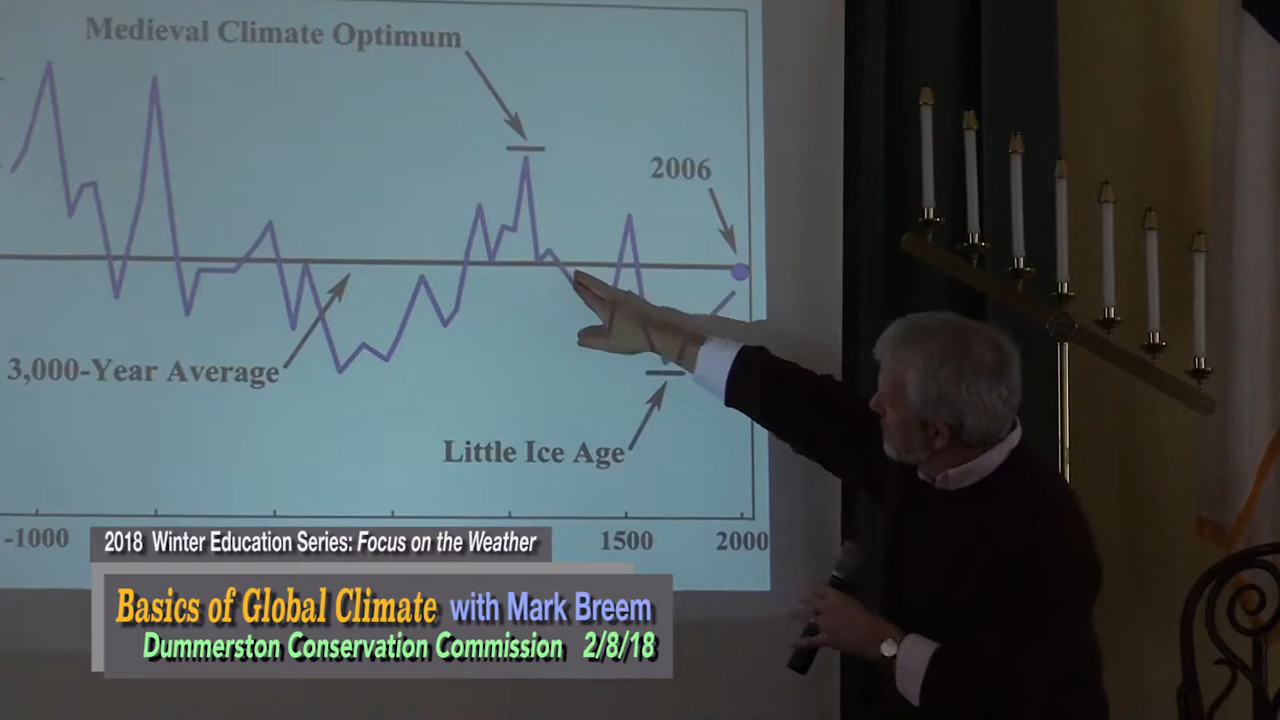 Medieval Climate Optimum
2006
3,000-Year Average
Little Ice Age
-1000
1500
2000
2018 Winter Education Series: Focus on the Weather
Basics of Global Climate with Mark Breem
Dummerston Conservation Commission 2/8/18